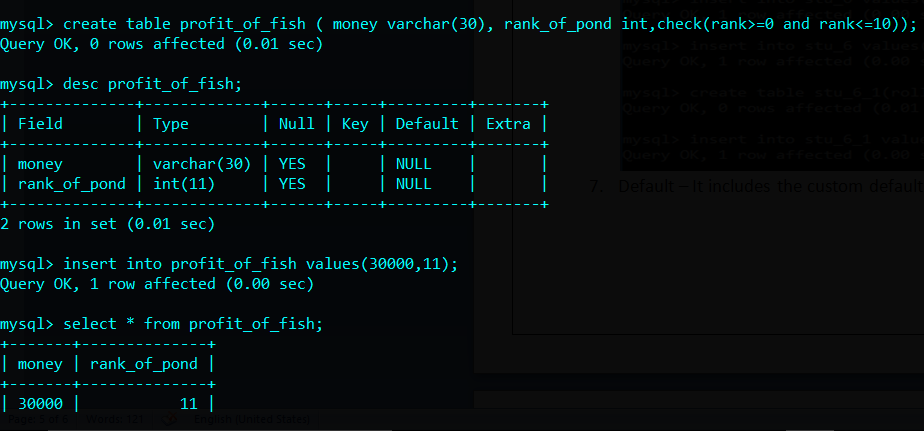 mysql> create table profit_of_fish ( money varchar(30), rank_of_pond int,check(rank>=0 and rank<=10));
Query OK, 0 rows affected (0.01 sec)
mysql> desc profit_of_fish;
+--------------+-------------+------+-----+---------+-------+
| Field        | Type        | Null | Key | Default | Extra |
+--------------+-------------+------+-----+---------+-------+
| money        | varchar(30) | YES  |     | NULL    |       |
| rank_of_pond | int(11)     | YES  |     | NULL    |       |
+--------------+-------------+------+-----+---------+-------+
2 rows in set (0.01 sec)
mysql> insert into profit_of_fish values(30000,11);
Query OK, 1 row affected (0.00 sec)
mysql> select * from profit_of_fish;
+-------+--------------+
| money | rank_of_pond |
+-------+--------------+
| 30000 |           11 |
mysql> insert into stu_6 values
Query OK, 1 row affected (0.00 s
mysql> create table stu_6_1(rol
Query OK, 0 rows affected (0.0
mysql> insert into stu_6_1 valu
Query OK, 1 row affected (0.00
7. Default – It includes the custom default
English (United States)